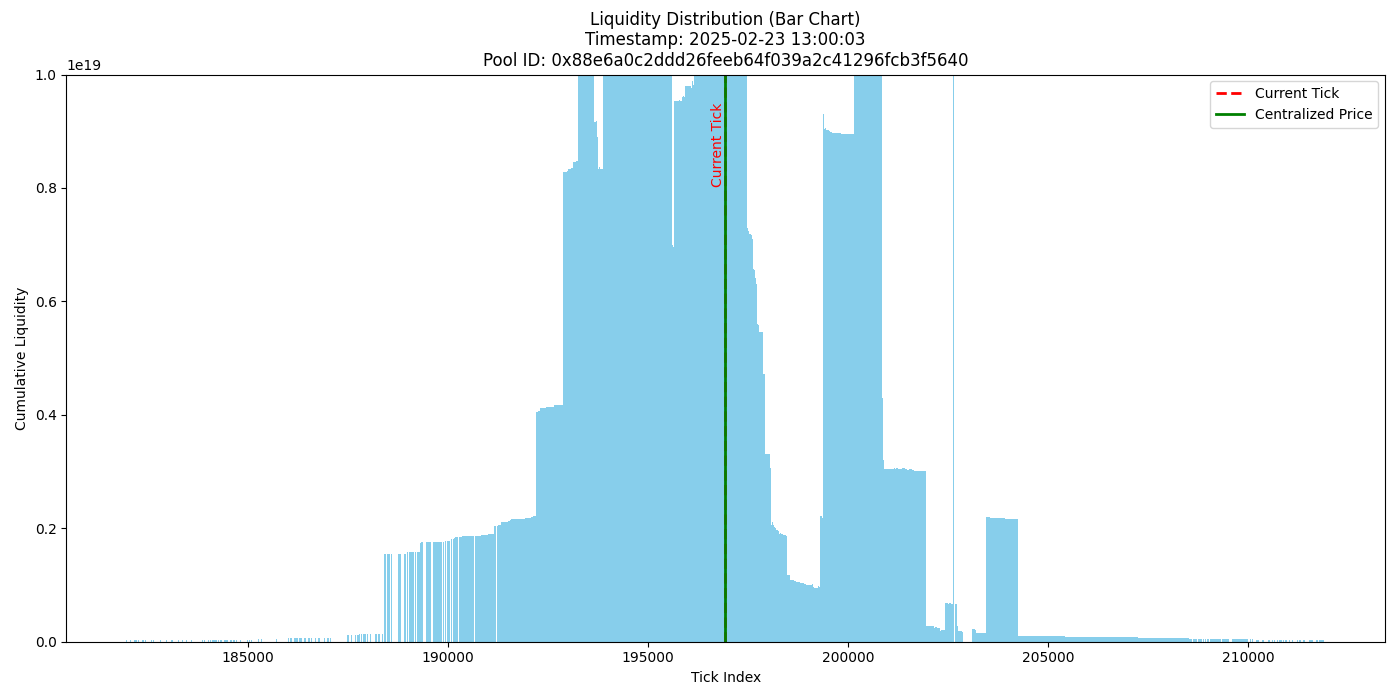 Liquidity Distribution (Bar Chart)
Timestamp: 2025-02-23 13:00:03
Pool ID: 0x88e6a0c2ddd26feeb64f039a2c41296fcb3f5640
1e19
1.0
0.8
0.6
0.4
0.2
0.0
Cumulative Liquidity
Current Tick
Current Tick
Centralized Price
185000
190000
195000
200000
205000
210000
Tick Index